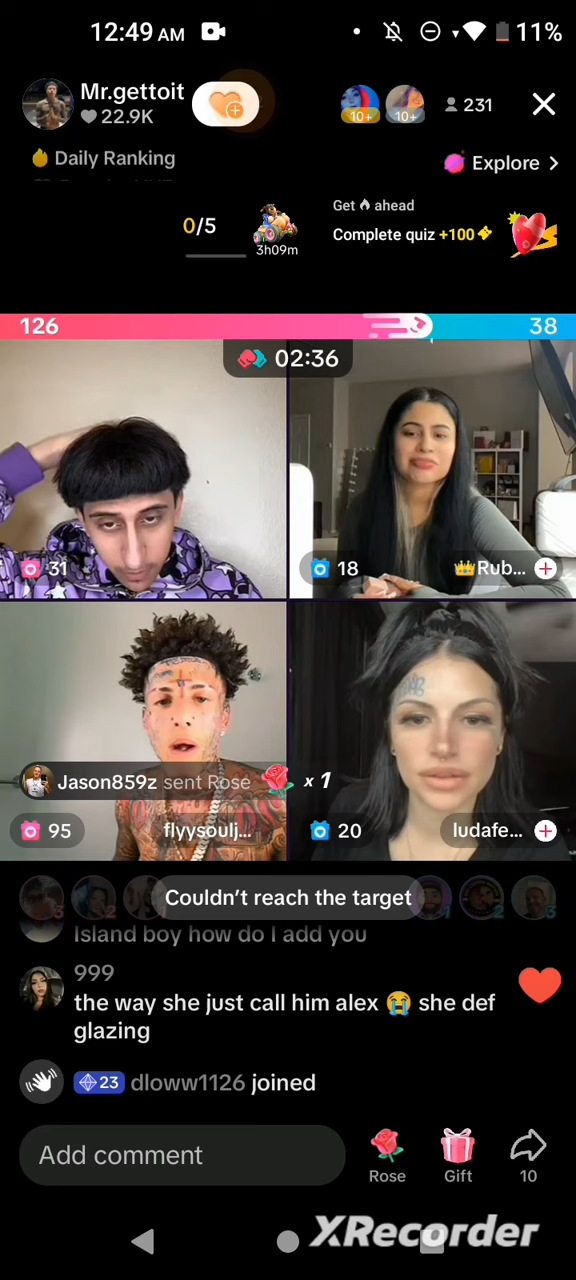 12:49 AM
11%
Mr.gettoit
22.9K
10+
10+
231
Daily Ranking
Explore >
0/5
3h09m
Get ahead
Complete quiz +100
126
38
02:36
31
18
Rub...
Jason859z sent Rose x 1
95
flyysoulj...
20
ludafe...
Couldn't reach the target
Island boy how do I add you
999
the way she just call him alex 😭 she def
glazing
23 dloww1126 joined
Add comment
Rose
Gift
10
XRecorder